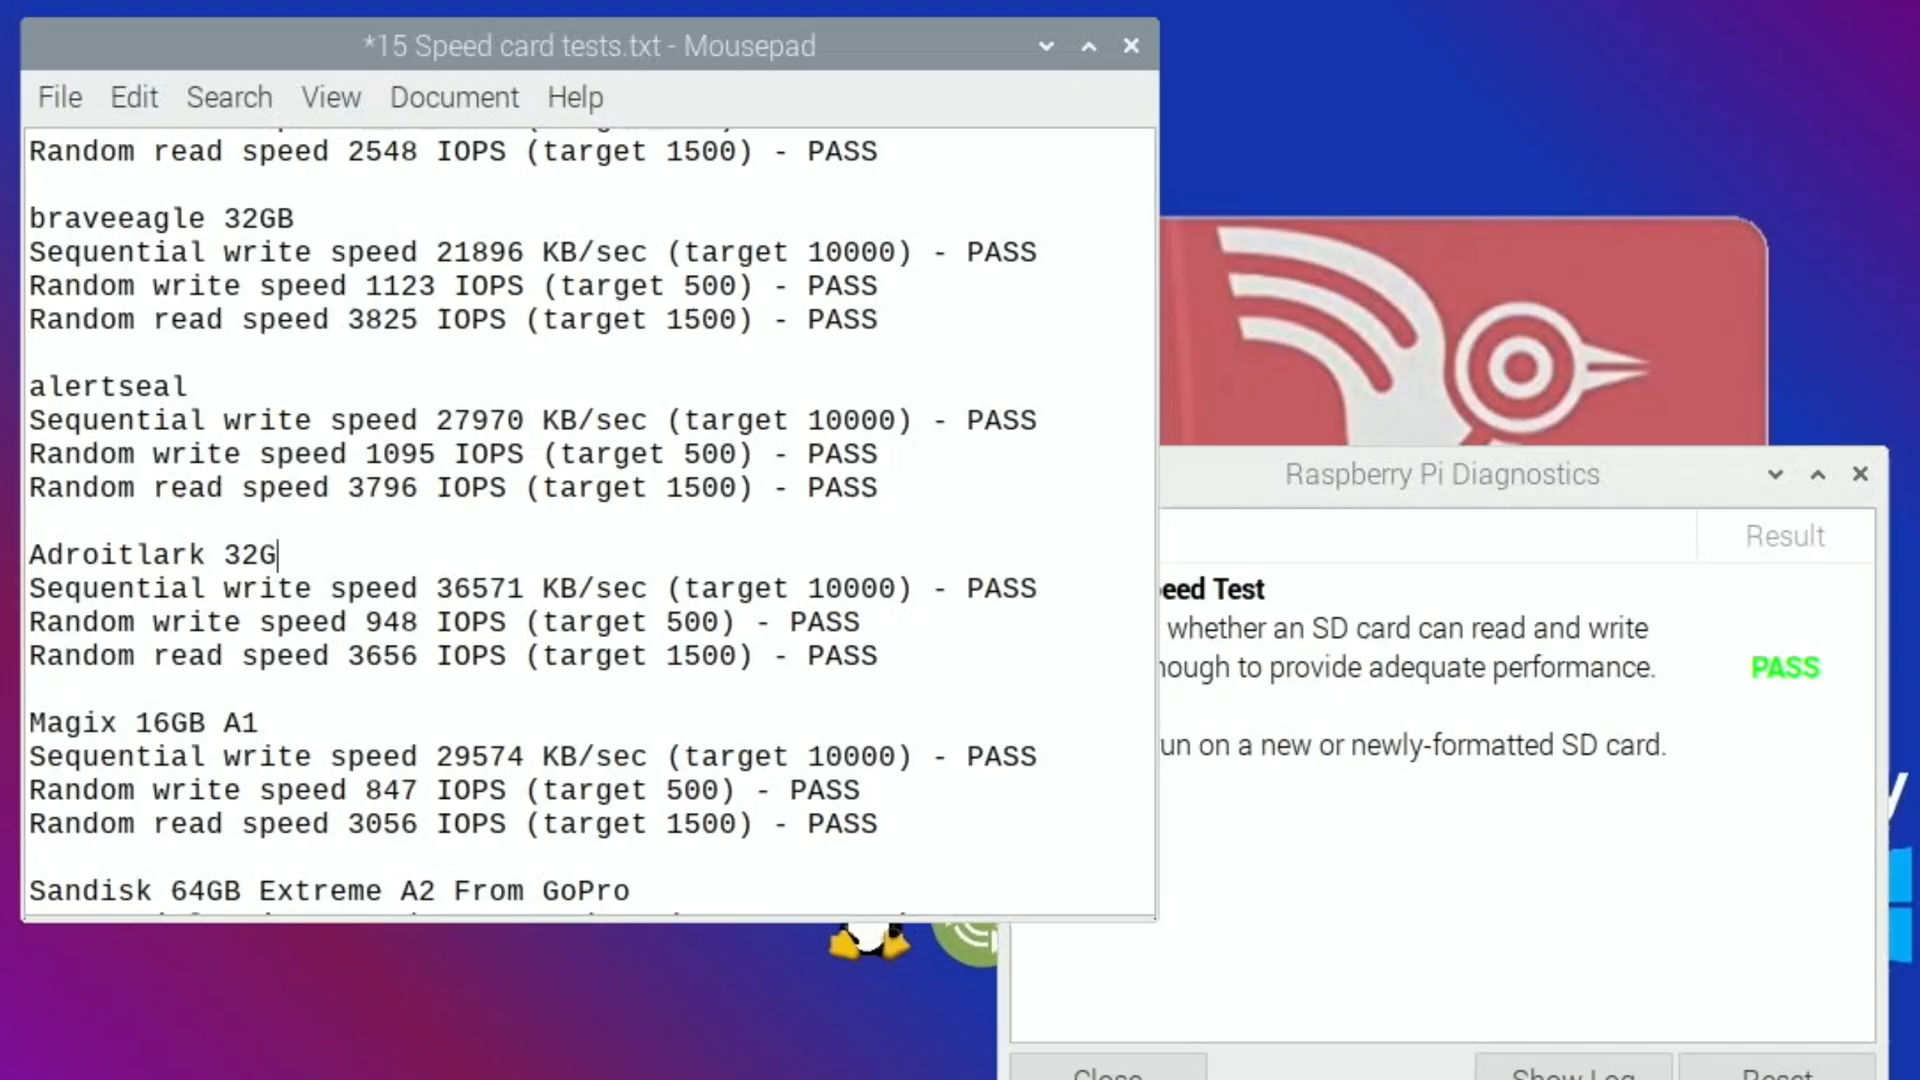 *15 Speed card tests.txt - Mousepad
File Edit Search View Document Help
Random read speed 2548 IOPS (target 1500) - PASS
braveeagle 32GB
Sequential write speed 21896 KB/sec (target 10000) - PASS
Random write speed 1123 IOPS (target 500) - PASS
Random read speed 3825 IOPS (target 1500) - PASS
alertseal
Sequential write speed 27970 KB/sec (target 10000) - PASS
Random write speed 1095 IOPS (target 500) - PASS
Random read speed 3796 IOPS (target 1500) - PASS
Adroitlark 32G
Sequential write speed 36571 KB/sec (target 10000) - PASS
Random write speed 948 IOPS (target 500) - PASS
Random read speed 3656 IOPS (target 1500) - PASS
Magix 16GB A1
Sequential write speed 29574 KB/sec (target 10000) - PASS
Random write speed 847 IOPS (target 500) - PASS
Random read speed 3056 IOPS (target 1500) - PASS
Sandisk 64GB Extreme A2 From GoPro
Raspberry Pi Diagnostics
Result
eed Test
whether an SD card can read and write
nough to provide adequate performance.
PASS
un on a new or newly-formatted SD card.
Close Show Log Reset